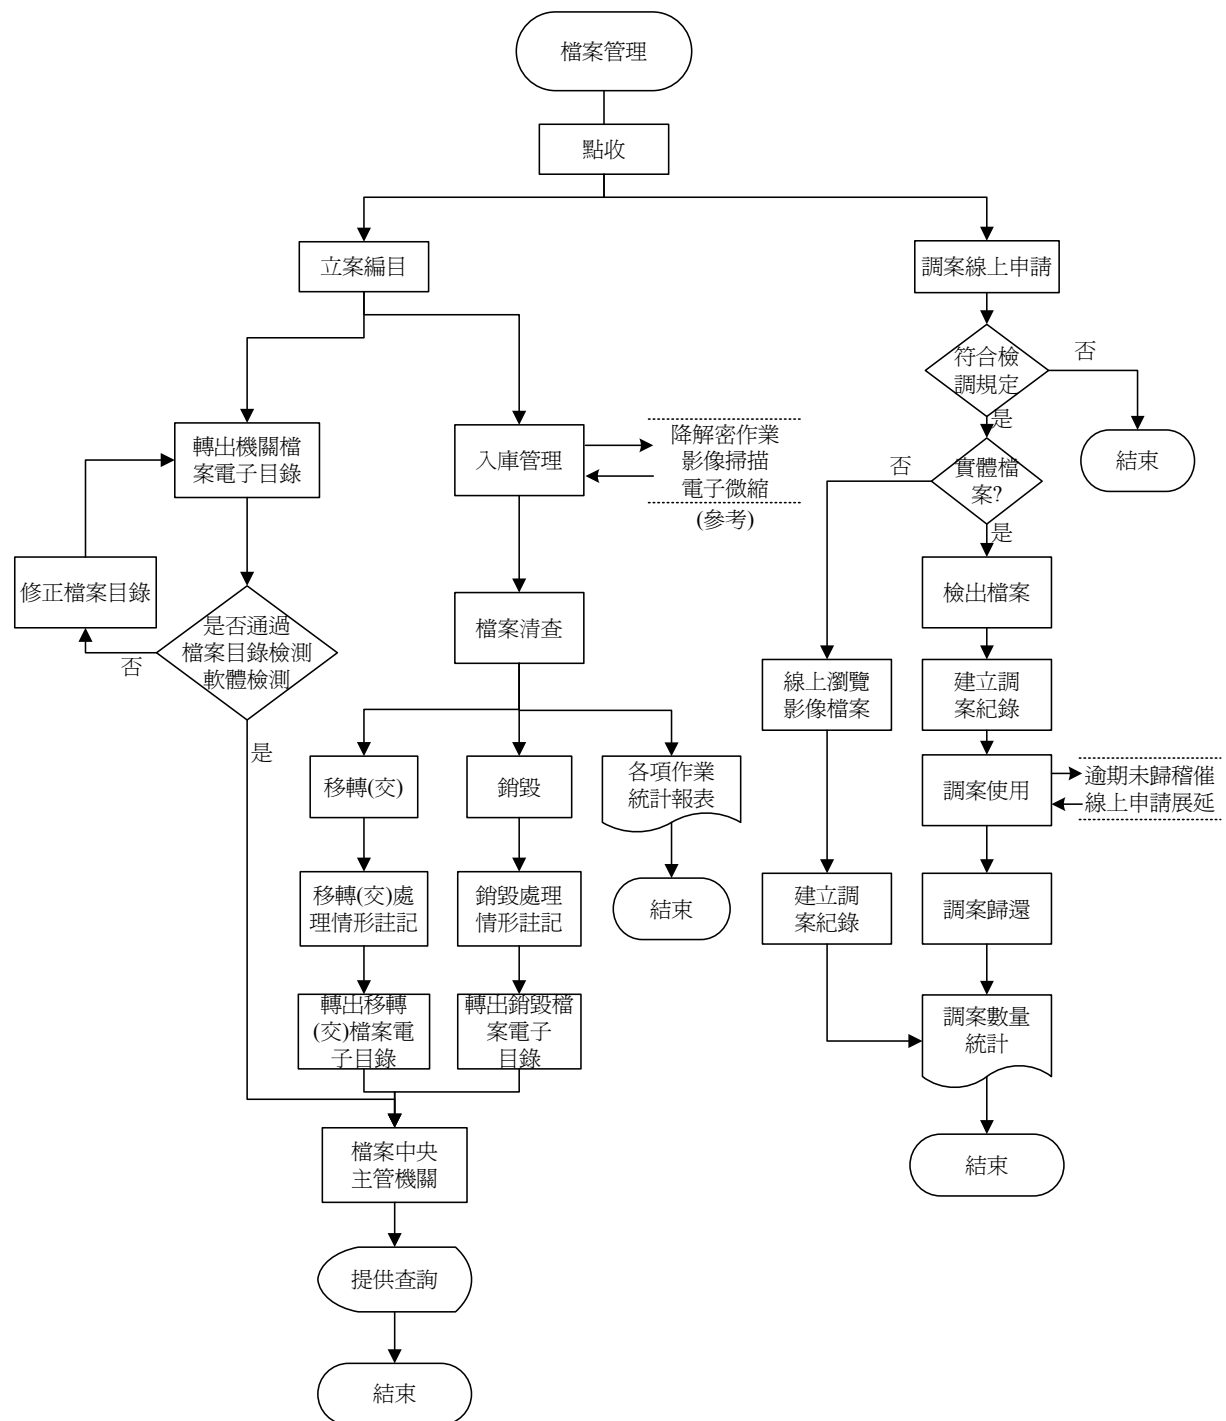 檔案管理
點收
立案編目
調案線上申請
符合檢
調規定
否
是
結束
轉出機關檔
案電子目錄
入庫管理
降解密作業
影像掃描
電子微縮
(參考)
否
實體檔
案?
是
修正檔案目錄
是否通過
檔案目錄檢測
軟體檢測
否
是
檔案清查
檢出檔案
線上瀏覽
影像檔案
建立調
案紀錄
移轉(交)
銷毀
各項作業
統計報表
調案使用
逾期未歸稽催
線上申請展延
移轉(交)處
理情形註記
銷毀處理
情形註記
結束
建立調
案紀錄
調案歸還
轉出移轉
(交)檔案電
子目錄
轉出銷毀檔
案電子
目錄
調案數量
統計
檔案中央
主管機關
結束
提供查詢
結束